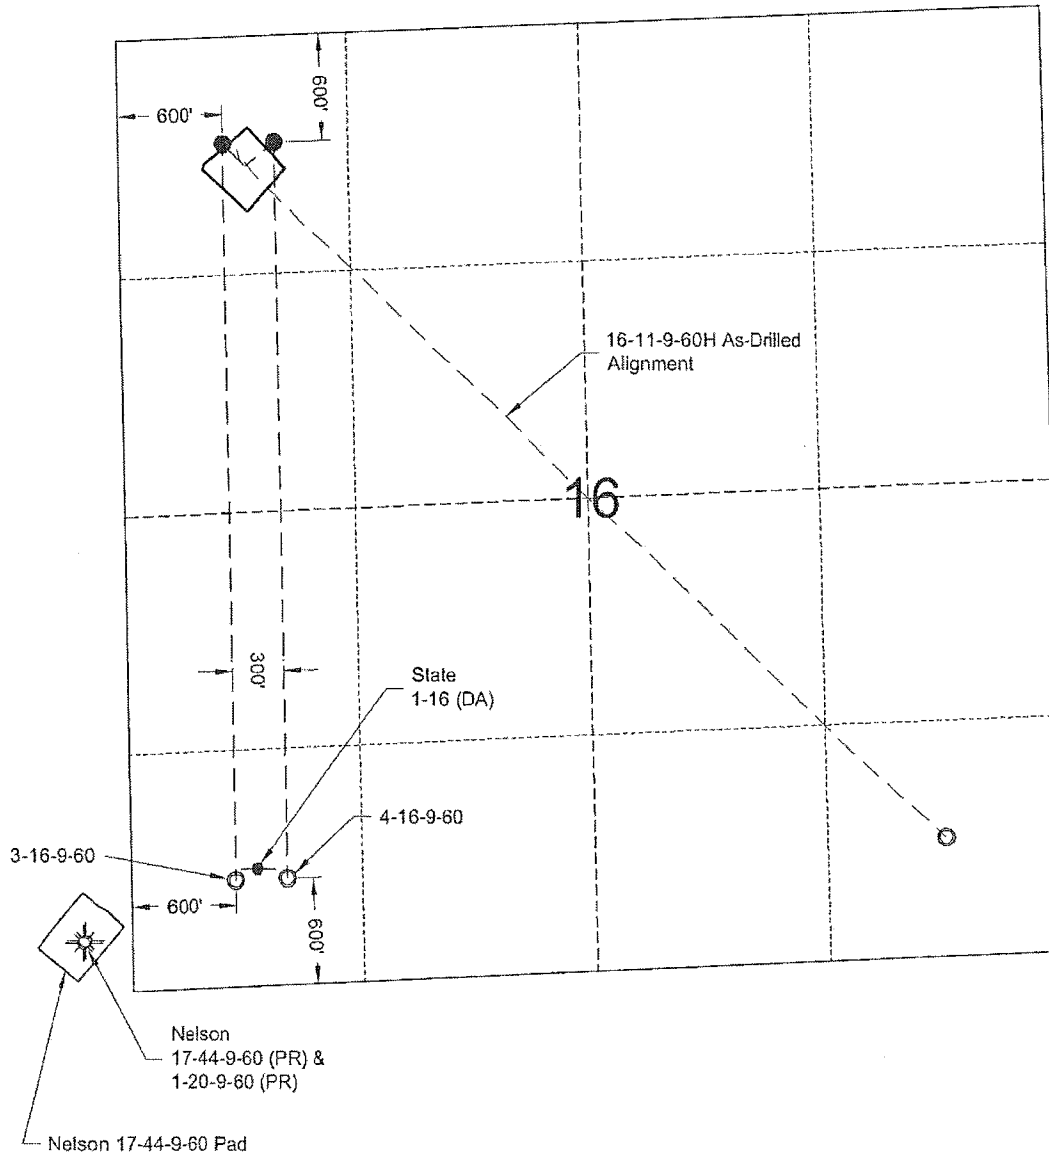 600'
600'
16-11-9-60H As-Drilled
Alignment
16
300'
State
1-16 (DA)
4-16-9-60
3-16-9-60
600'
600'
Nelson
17-44-9-60 (PR) &
1-20-9-60 (PR)
Nelson 17-44-9-60 Pad